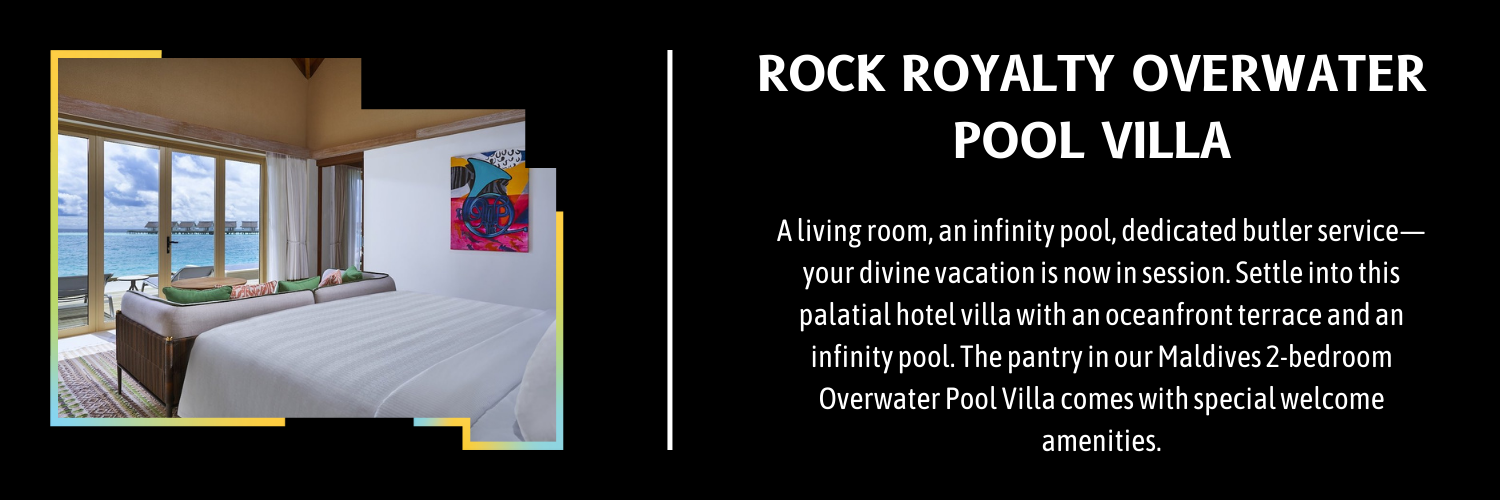 ROCK ROYALTY OVERWATER
POOL VILLA
A living room, an infinity pool, dedicated butler service—
your divine vacation is now in session. Settle into this
palatial hotel villa with an oceanfront terrace and an
infinity pool. The pantry in our Maldives 2-bedroom
Overwater Pool Villa comes with special welcome
amenities.